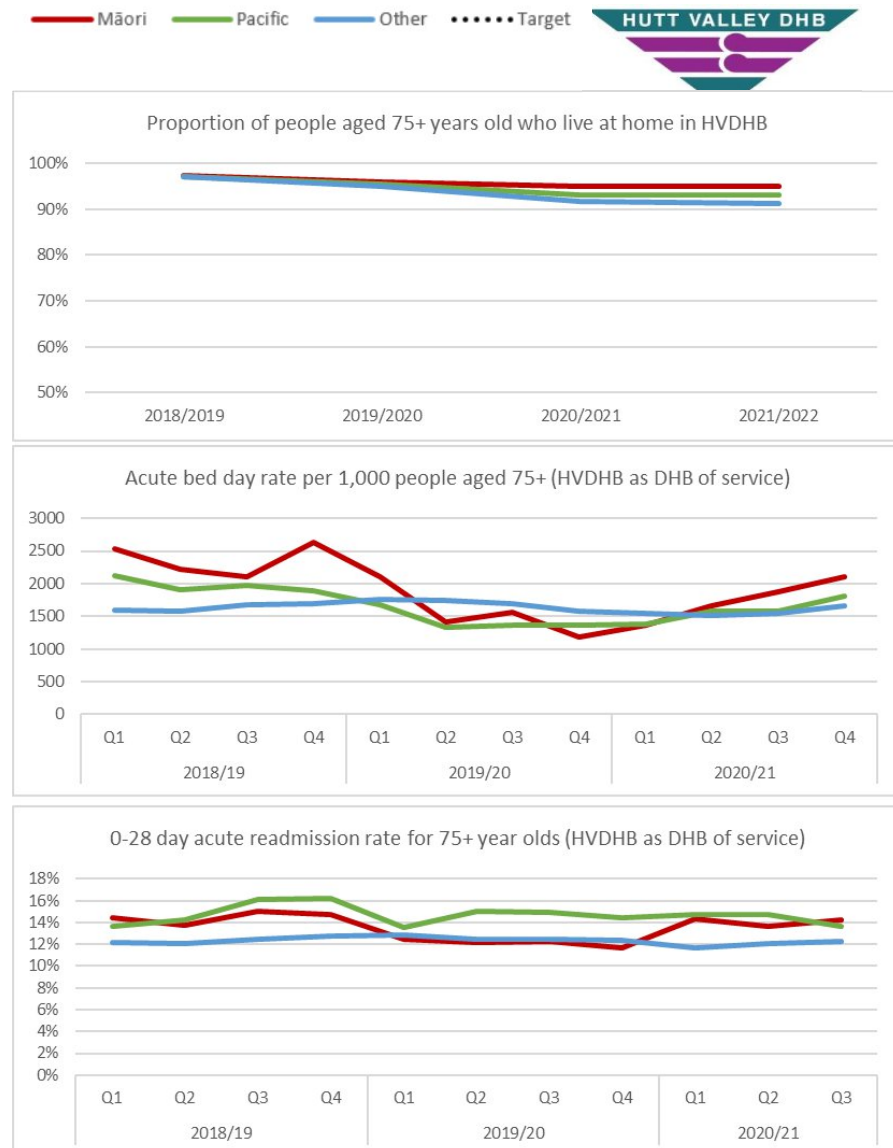 Māori Pacific Other Target
HUTT VALLEY DHB
Proportion of people aged 75+ years old who live at home in HVDHB
100%
90%
80%
70%
60%
50%
2018/2019 2019/2020 2020/2021 2021/2022
Acute bed day rate per 1,000 people aged 75+ (HVDHB as DHB of service)
3000
2500
2000
1500
1000
500
0
Q1 Q2 Q3 Q4 Q1 Q2 Q3 Q4 Q1 Q2 Q3 Q4
2018/19 2019/20 2020/21
0-28 day acute readmission rate for 75+ year olds (HVDHB as DHB of service)
18%
16%
14%
12%
10%
8%
6%
4%
2%
0%
Q1 Q2 Q3 Q4 Q1 Q2 Q3 Q4 Q1 Q2 Q3
2018/19 2019/20 2020/21